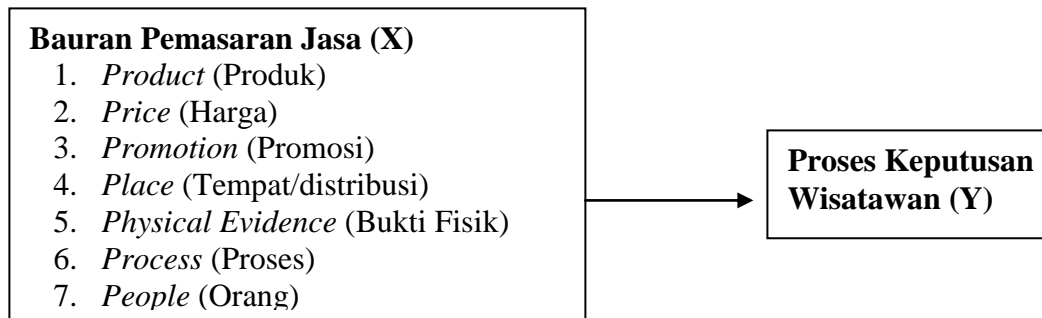 Bauran Pemasaran Jasa (X)
1. Product (Produk)
2. Price (Harga)
3. Promotion (Promosi)
4. Place (Tempat/distribusi)
5. Physical Evidence (Bukti Fisik)
6. Process (Proses)
7. People (Orang)
Proses Keputusan
Wisatawan (Y)